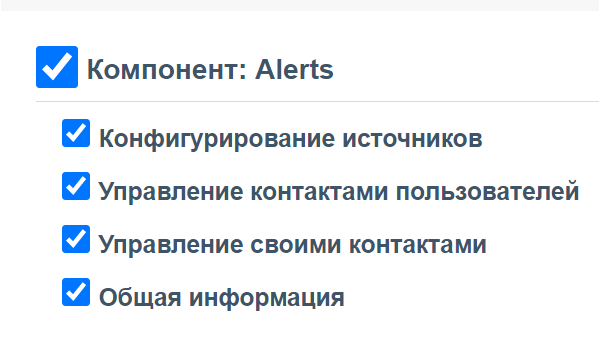 Компонент: Alerts
Конфигурирование источников
Управление контактами пользователей
Управление своими контактами
Общая информация